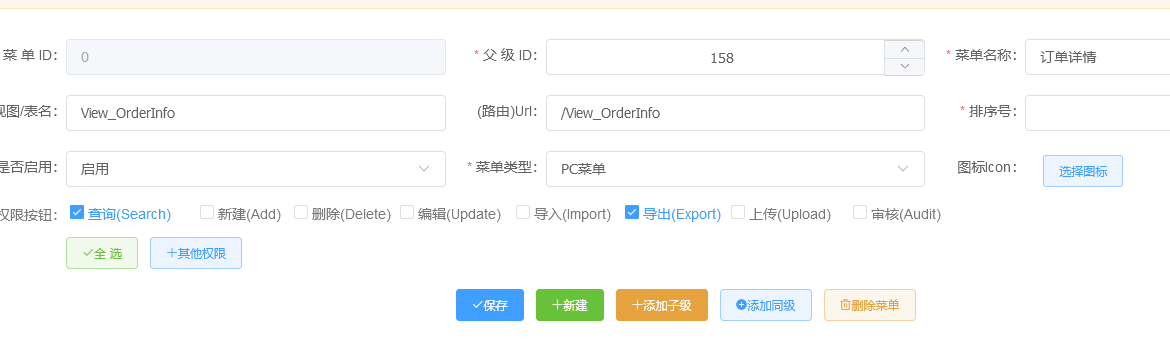 菜 单 ID: 0 * 父 级 ID: 158 * 菜单名称: 订单详情
视图/表名: View_OrderInfo (路由)Url: /View_OrderInfo * 排序号:
是否启用: 启用 * 菜单类型: PC菜单 图标Icon: 选择图标
权限按钮: 查询(Search) 新建(Add) 删除(Delete) 编辑(Update) 导入(Import) 导出(Export) 上传(Upload) 审核(Audit)
全 选 其他权限
保存 新建 添加子级 添加同级 删除菜单